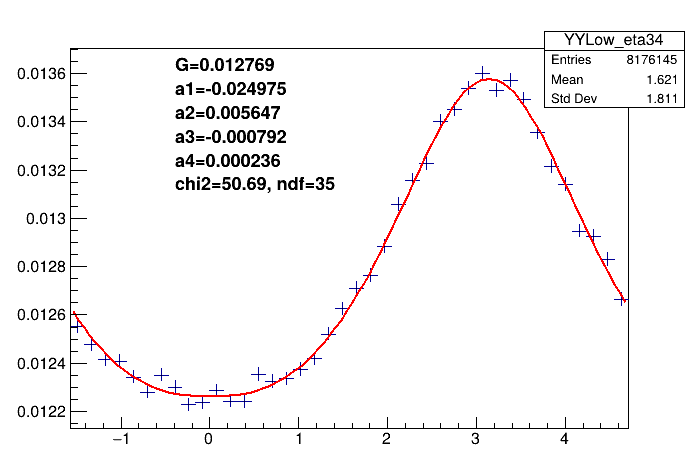 YYLow_eta34
Entries 8176145
Mean 1.621
Std Dev 1.811
G=0.012769
a1=-0.024975
a2=0.005647
a3=-0.000792
a4=0.000236
chi2=50.69, ndf=35
0.0136
0.0134
0.0132
0.013
0.0128
0.0126
0.0124
0.0122
−1 0 1 2 3 4